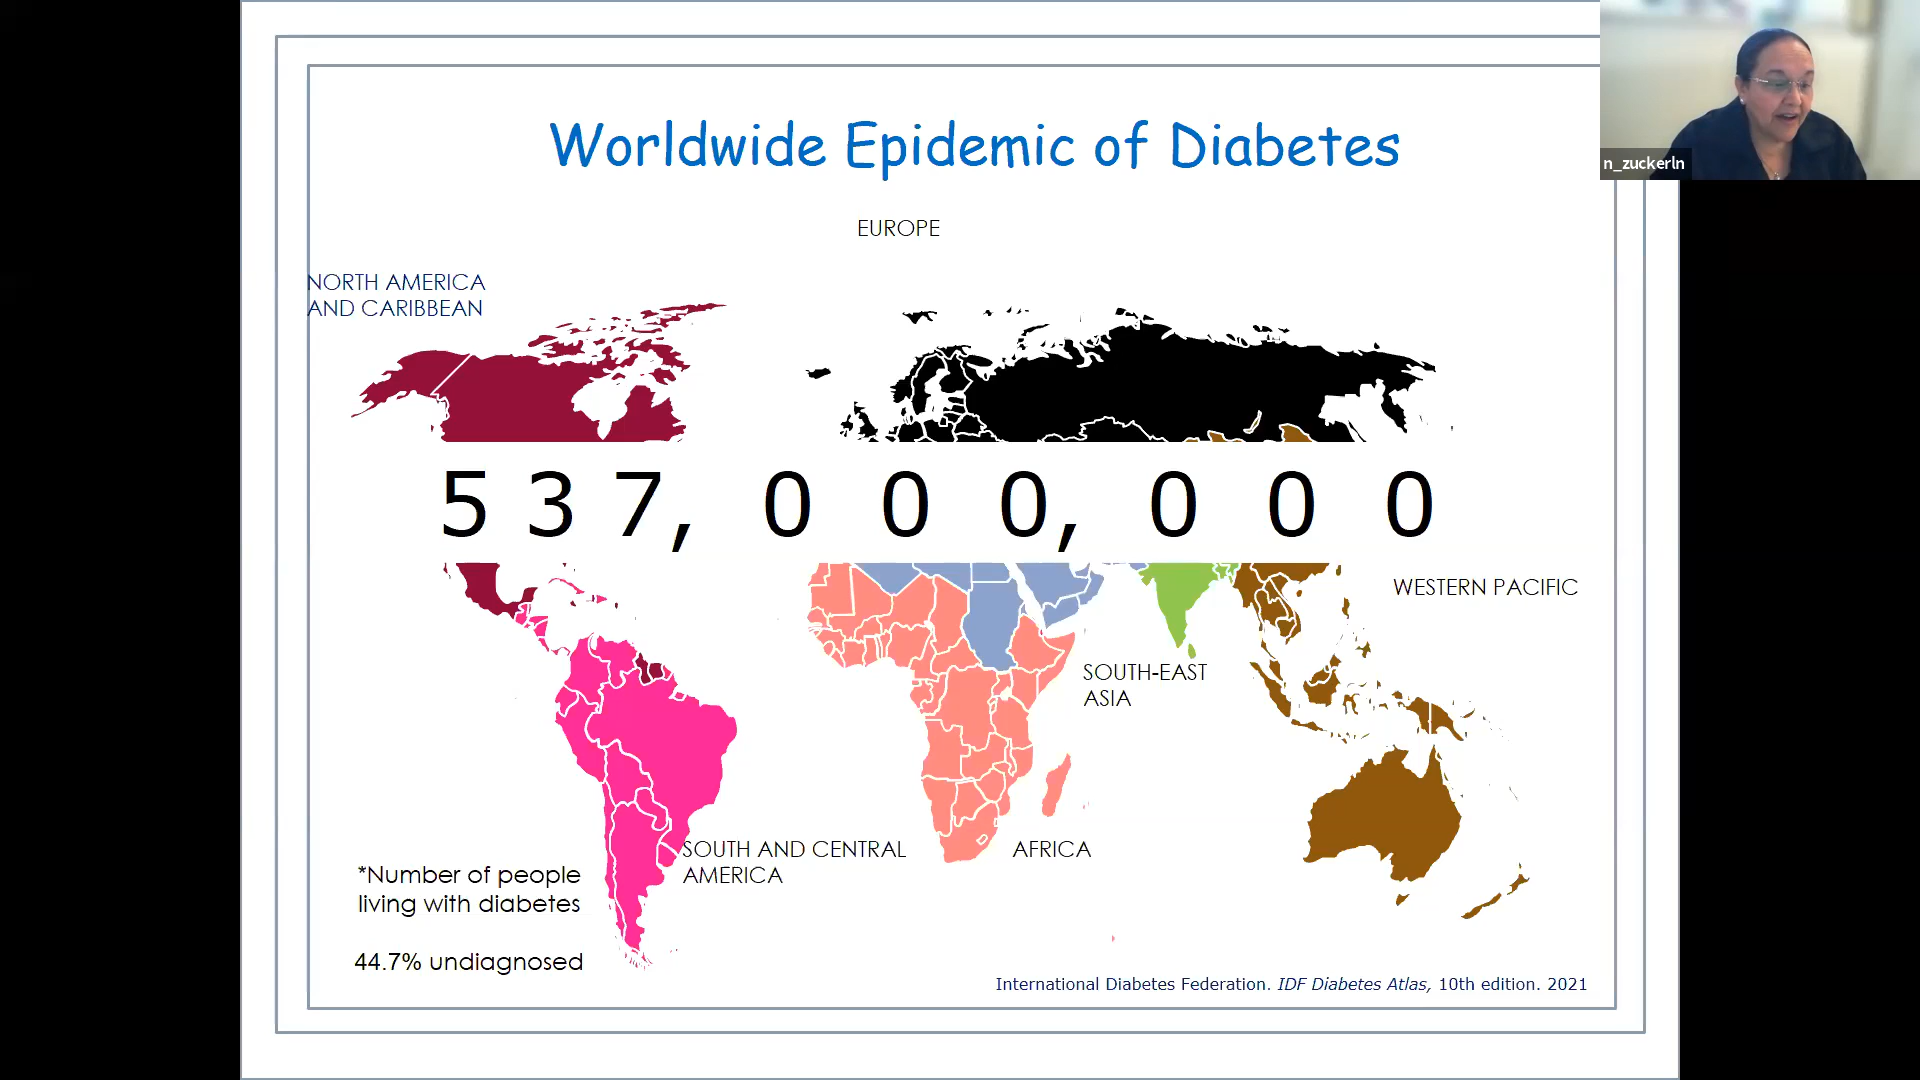 Worldwide Epidemic of Diabetes
n_zuckerln
EUROPE
NORTH AMERICA
AND CARIBBEAN
537, 000, 000
WESTERN PACIFIC
SOUTH-EAST
ASIA
SOUTH AND CENTRAL
AMERICA
AFRICA
*Number of people
living with diabetes
44.7% undiagnosed
International Diabetes Federation. IDF Diabetes Atlas, 10th edition. 2021